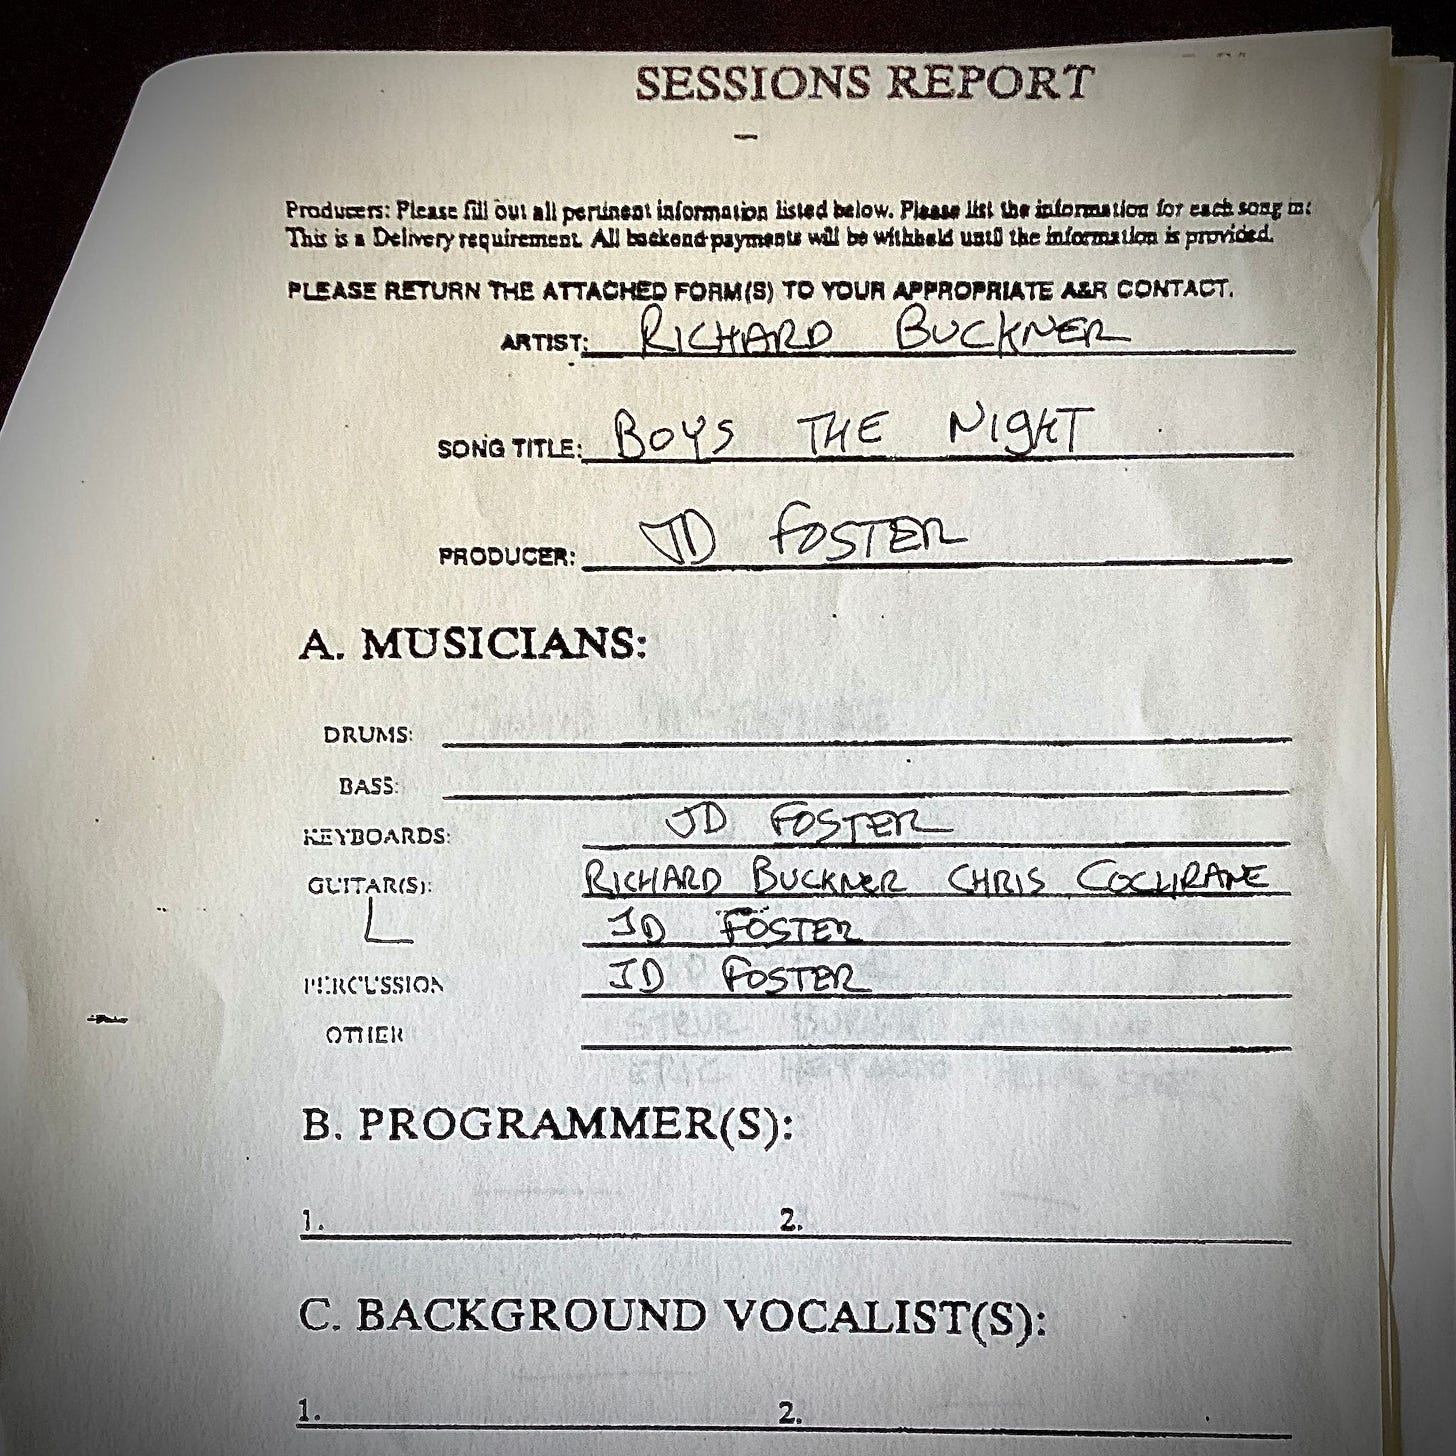 SESSIONS REPORT
Producers: Please fill out all pertinent information listed below. Please list the information for each song in:
This is a Delivery requirement. All backend payments will be withheld until the information is provided.
PLEASE RETURN THE ATTACHED FORM(S) TO YOUR APPROPRIATE A&R CONTACT.
ARTIST: RICHARD BUCKNER
SONG TITLE: BOYS THE NIGHT
PRODUCER: JD FOSTER
A. MUSICIANS:
DRUMS:
BASS:
KEYBOARDS: JD FOSTER
GUITAR(S): RICHARD BUCKNER CHRIS COCHRANE
JD FOSTER
PERCUSSION JD FOSTER
OTHER
B. PROGRAMMER(S):
1. 2.
C. BACKGROUND VOCALIST(S):
1. 2.